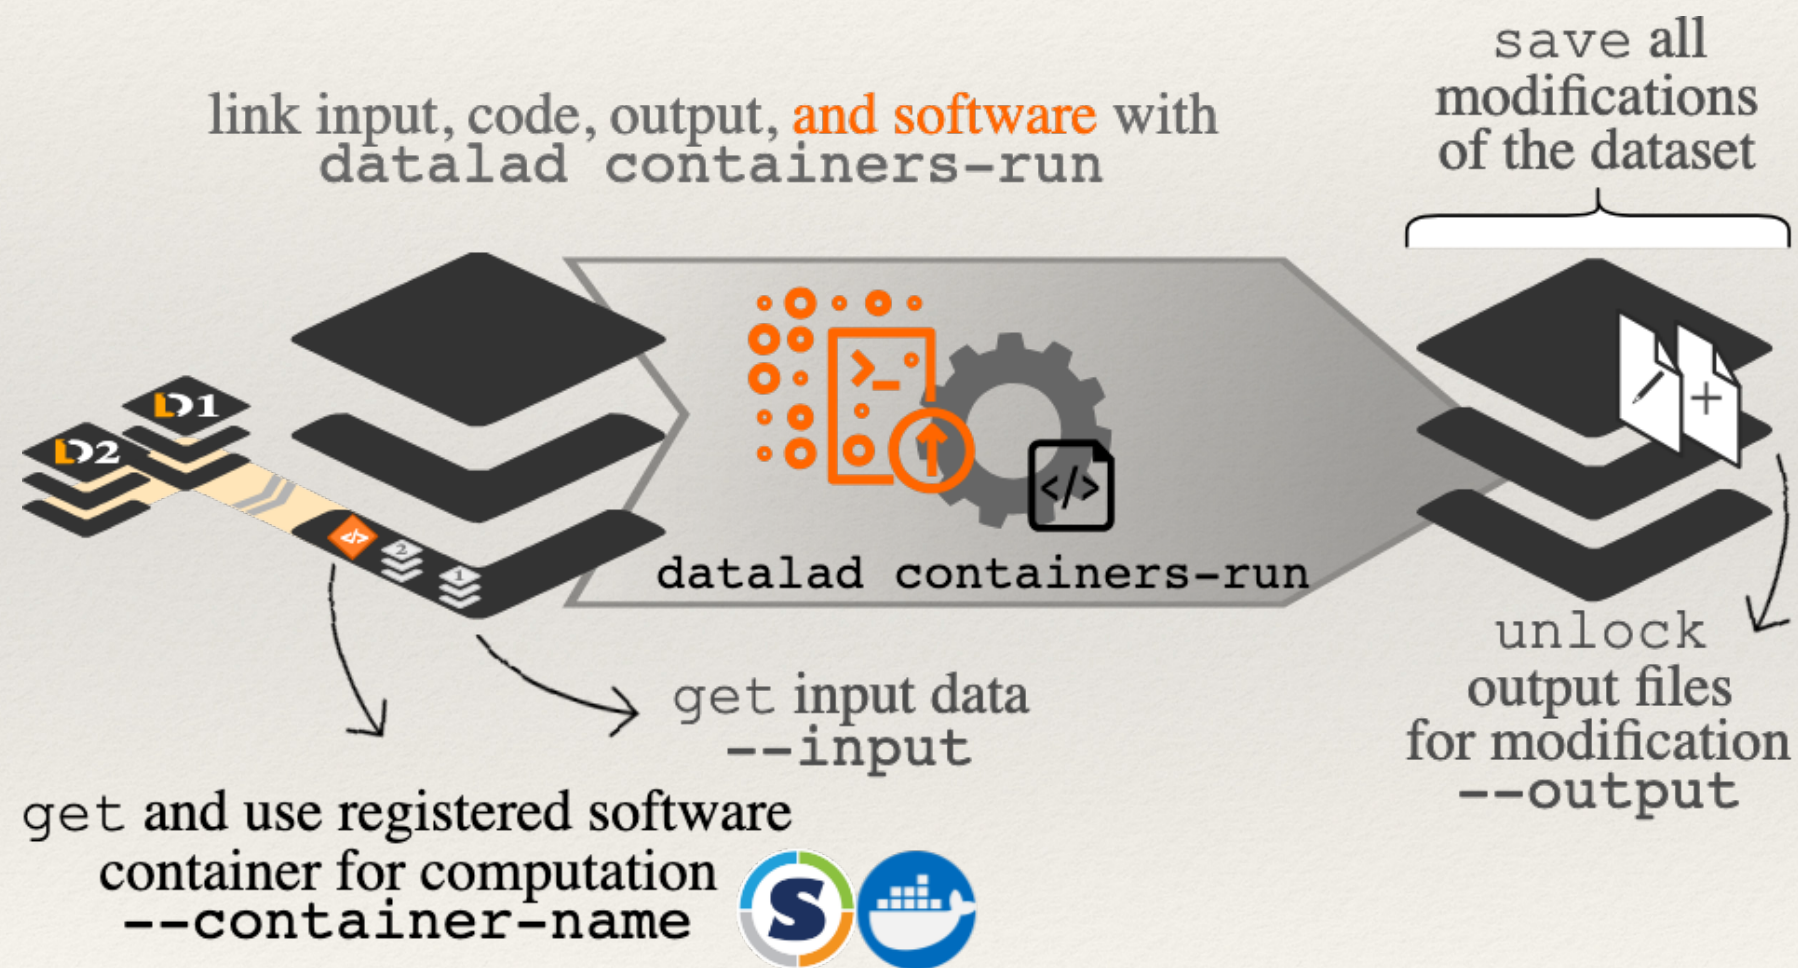 save all
modifications
of the dataset
link input, code, output, and software with
datalad containers-run
D1
D2
>_
</>
</>
2
1
datalad containers-run
get input data
--input
unlock
output files
for modification
--output
get and use registered software
container for computation
--container-name
S